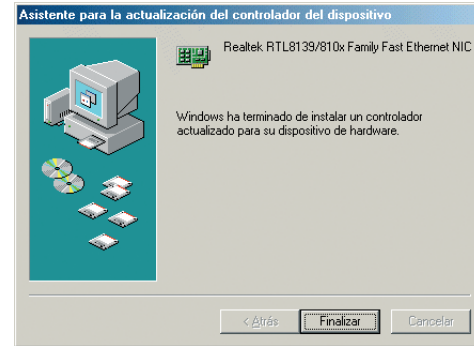 Asistente para la actualización del controlador del dispositivo
Realtek RTL8139/810x Family Fast Ethernet NIC
Windows ha terminado de instalar un controlador
actualizado para su dispositivo de hardware.
< Atrás Finalizar Cancelar